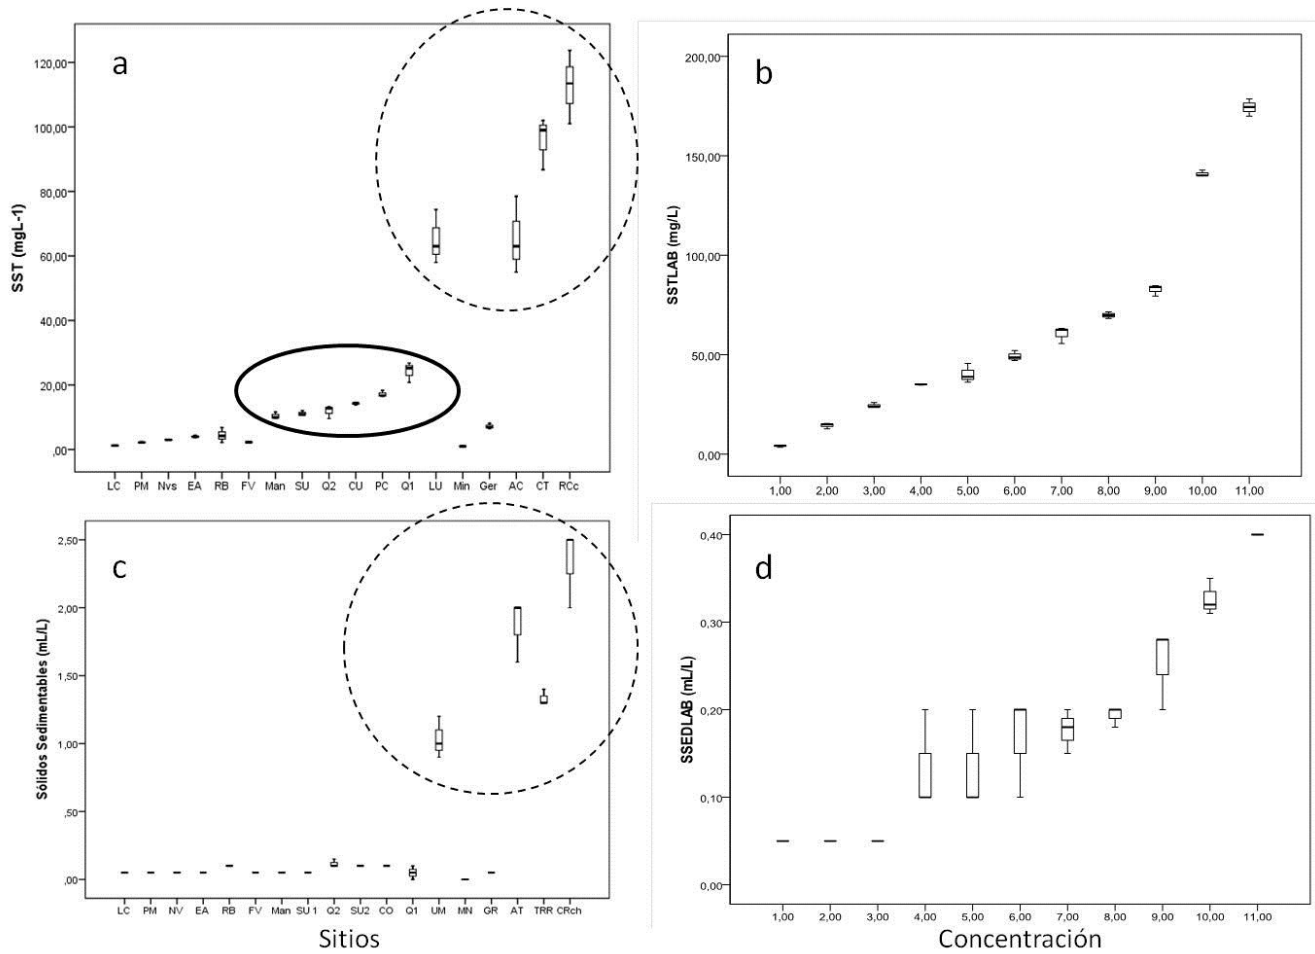 a
SST (mgL-1)
120,00
100,00
80,00
60,00
40,00
20,00
,00
LC PM Nvs EA RB FV Man SU Q2 CU PC Q1 LU Min Ger AC CT RCc
b
SSTLAB (mg/L)
200,00
150,00
100,00
50,00
0,00
1,00 2,00 3,00 4,00 5,00 6,00 7,00 8,00 9,00 10,00 11,00
c
Sólidos Sedimentables (mL/L)
2,50
2,00
1,50
1,00
,50
,00
LC PM NV EA RB FV Man SU 1 Q2 SU2 CO Q1 UM MN GR AT TRR CRch
Sitios
d
SSEDLAB (mL/L)
0,40
0,30
0,20
0,10
0,00
1,00 2,00 3,00 4,00 5,00 6,00 7,00 8,00 9,00 10,00 11,00
Concentración